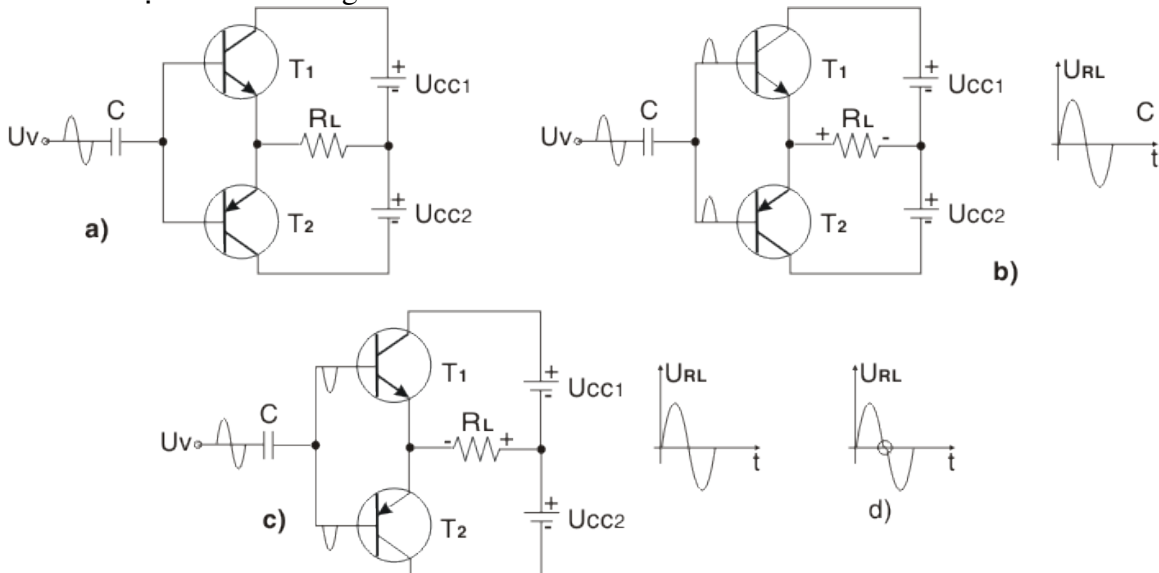 T1
+
Ucc1
-
C
RL
Uv
+
Ucc2
-
T2
a)
T1
+
Ucc1
-
C
RL
Uv
+
-
+
Ucc2
-
T2
b)
URL
C
t
T1
+
Ucc1
-
C
RL
Uv
-
+
+
Ucc2
-
T2
c)
URL
t
URL
t
d)